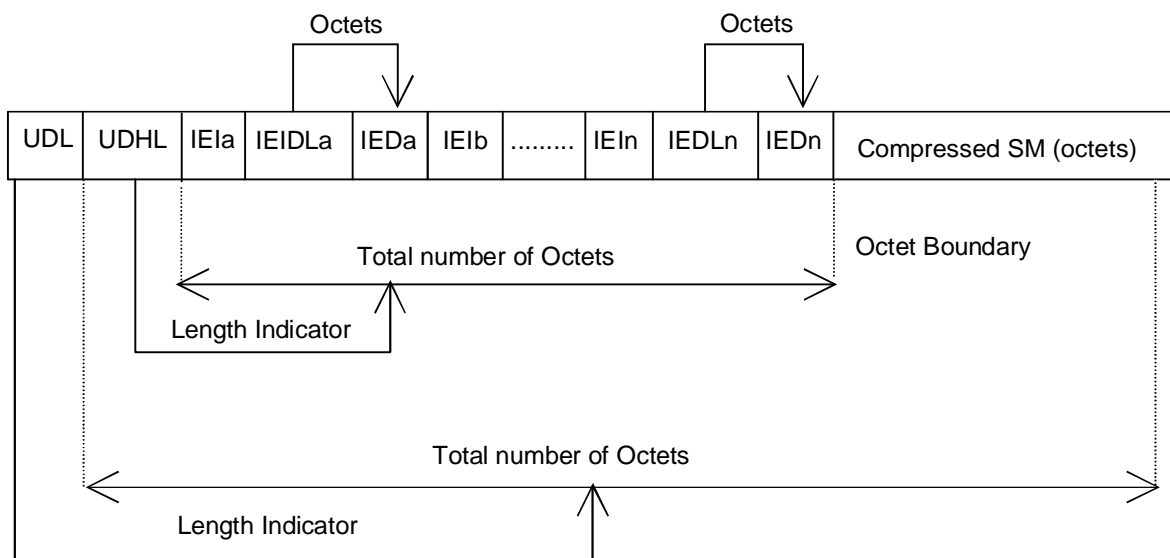 Octets Octets
UDL UDHL IEIa IEIDLa IEDa IEIb ......... IEIn IEDLn IEDn Compressed SM (octets)
Total number of Octets Octet Boundary
Length Indicator
Total number of Octets
Length Indicator